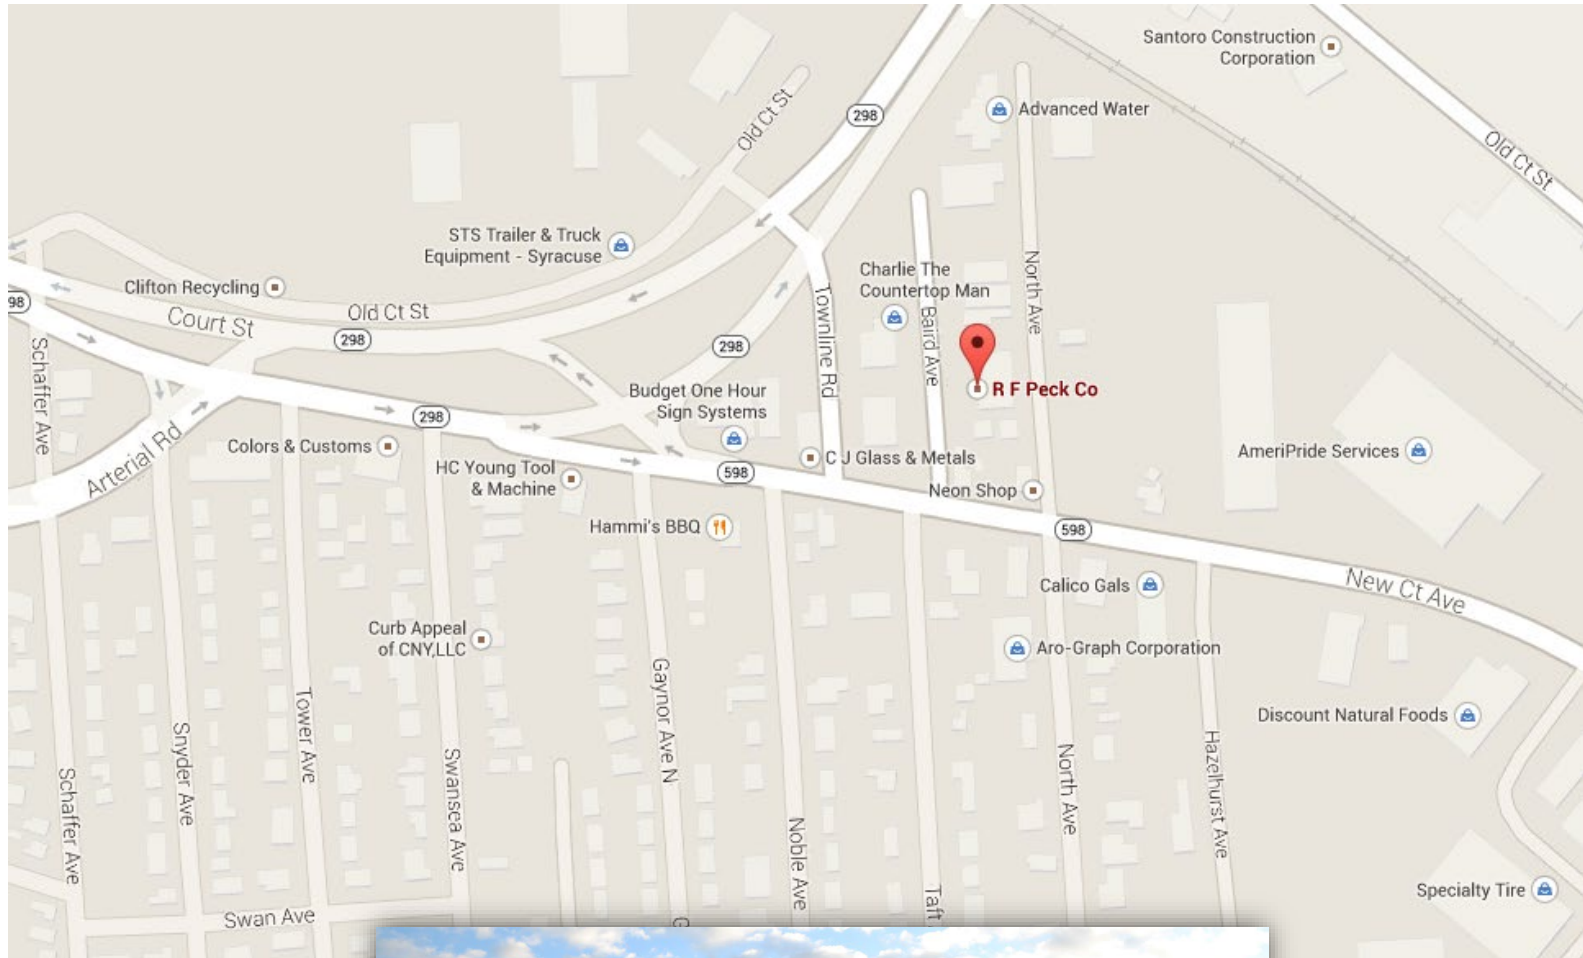 Santoro Construction
Corporation
298
Advanced Water
Old Ct St
Old Ct St
STS Trailer & Truck
Equipment - Syracuse
Charlie The
Countertop Man
North Ave
Clifton Recycling
98
Old Ct St
Court St
298
298
Townline Rd
Baird Ave
Schaffer Ave
R F Peck Co
Budget One Hour
Sign Systems
298
Arterial Rd
Colors & Customs
C J Glass & Metals
AmeriPride Services
HC Young Tool
& Machine
598
Neon Shop
Hammi's BBQ
598
New Ct Ave
Calico Gals
Curb Appeal
of CNY,LLC
Aro-Graph Corporation
Gaynor Ave N
Discount Natural Foods
Tower Ave
Snyder Ave
Swansea Ave
North Ave
Hazelhurst Ave
Schaffer Ave
Noble Ave
Taft
Specialty Tire
Swan Ave
G